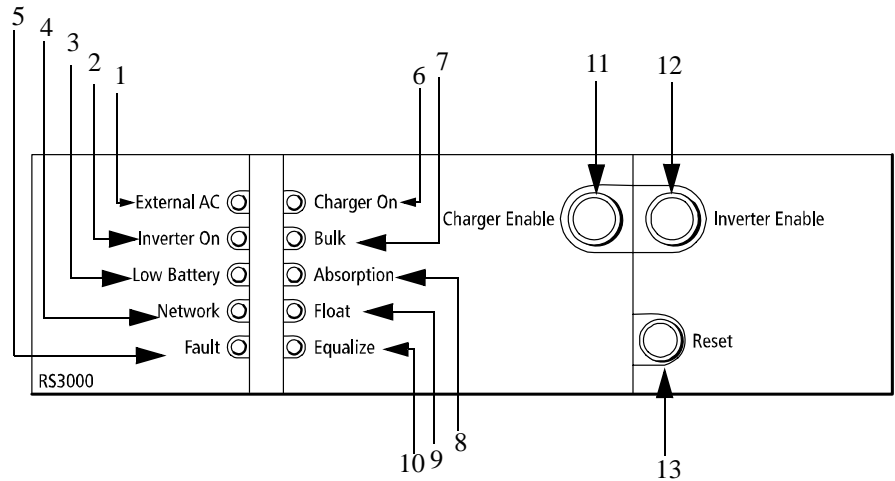 5
4
3
2
1
6
7
11
12
External AC
Charger On
Inverter On
Bulk
Low Battery
Absorption
Network
Float
Fault
Equalize
Charger Enable
Inverter Enable
Reset
RS3000
10
9
8
13